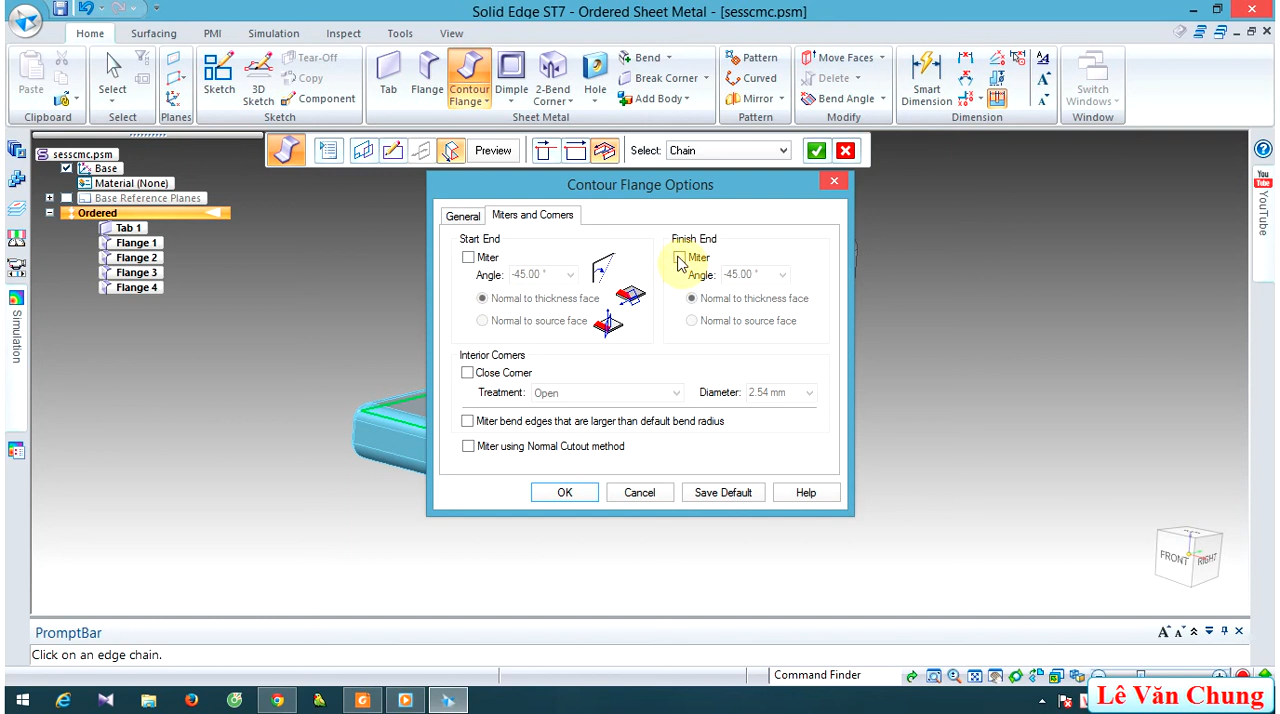 Solid Edge ST7 - Ordered Sheet Metal - [sesscmc.psm]
Home Surfacing PMI Simulation Inspect Tools View
Paste
Clipboard
Select
Select
Planes
Sketch
3D Sketch
Tear-Off
Copy
Component
Sketch
Tab
Flange
Contour Flange
Dimple
2-Bend Corner
Hole
Bend
Break Corner
Add Body
Sheet Metal
Pattern
Curved
Mirror
Pattern
Move Faces
Delete
Bend Angle
Modify
Smart Dimension
Dimension
Switch Windows
Window
Preview
Select: Chain
sesscmc.psm
Base
Material (None)
Base Reference Planes
Ordered
Tab 1
Flange 1
Flange 2
Flange 3
Flange 4
Simulation
You Tube
YouTube
Contour Flange Options
General Miters and Corners
Start End
Miter
Angle: -45.00 °
Normal to thickness face
Normal to source face
Finish End
Miter
Angle: -45.00 °
Normal to thickness face
Normal to source face
Interior Corners
Close Corner
Treatment: Open Diameter: 2.54 mm
Miter bend edges that are larger than default bend radius
Miter using Normal Cutout method
OK Cancel Save Default Help
FRONT RIGHT
PromptBar
Click on an edge chain.
Command Finder
Lê Văn Chung